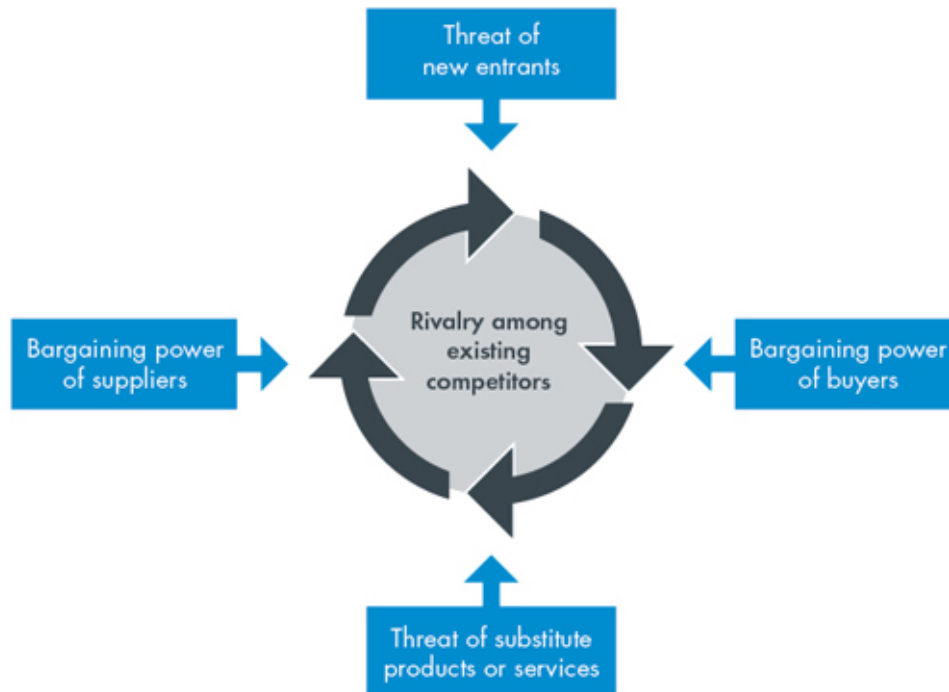 Threat of
new entrants
Bargaining power
of suppliers
Rivalry among
existing
competitors
Bargaining power
of buyers
Threat of substitute
products or services